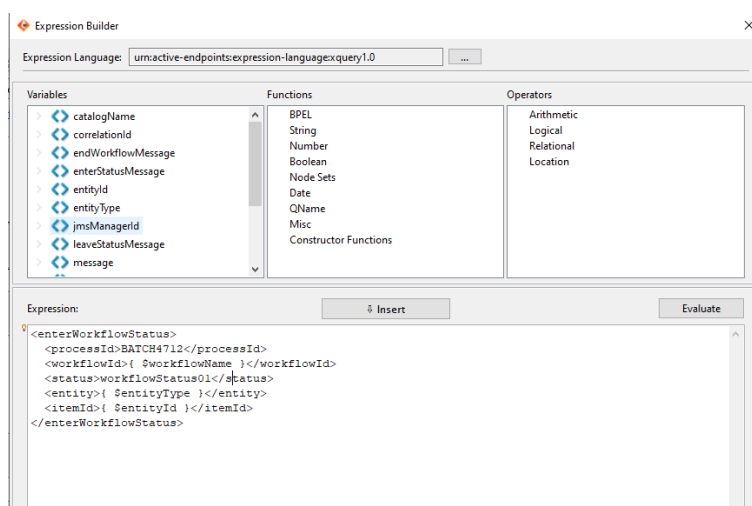 Expression Builder
Expression Language: urn:active-endpoints:expression-language:xquery1.0 ...
Variables
catalogName
correlationId
endWorkflowMessage
enterStatusMessage
entityId
entityType
jmsManagerId
leaveStatusMessage
message
Functions
BPEL
String
Number
Boolean
Node Sets
Date
QName
Misc
Constructor Functions
Operators
Arithmetic
Logical
Relational
Location
Expression:
Insert
Evaluate
<enterWorkflowStatus>
<processId>BATCH4712</processId>
<workflowId>{ $workflowName }</workflowId>
<status>workflowStatus01</status>
<entity>{ $entityType }</entity>
<itemId>{ $entityId }</itemId>
</enterWorkflowStatus>